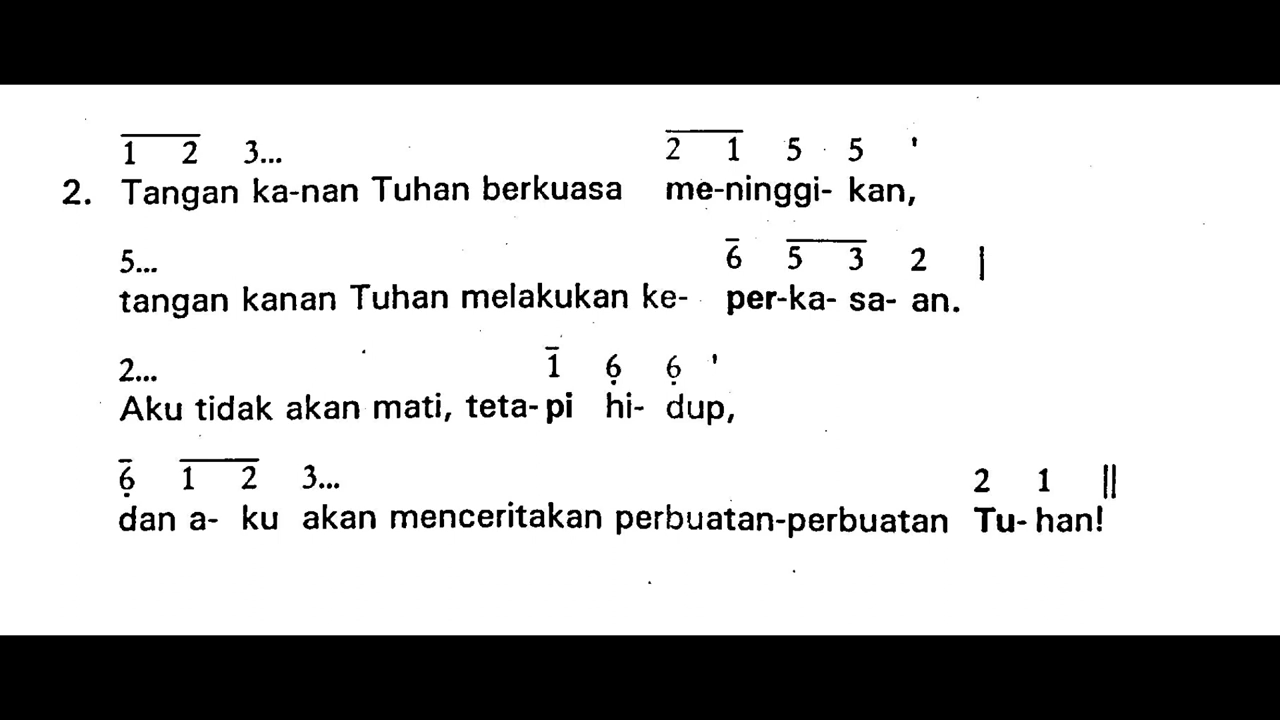 1 2 3... 2 1 5 5 '
2. Tangan ka-nan Tuhan berkuasa me-ninggi- kan,
5... 6 5 3 2 |
tangan kanan Tuhan melakukan ke- per-ka- sa- an.
2... 1 6̣ 6̣ '
Aku tidak akan mati, teta- pi hi- dup,
6̣ 1 2 3... 2 1 ||
dan a- ku akan menceritakan perbuatan-perbuatan Tu- han!